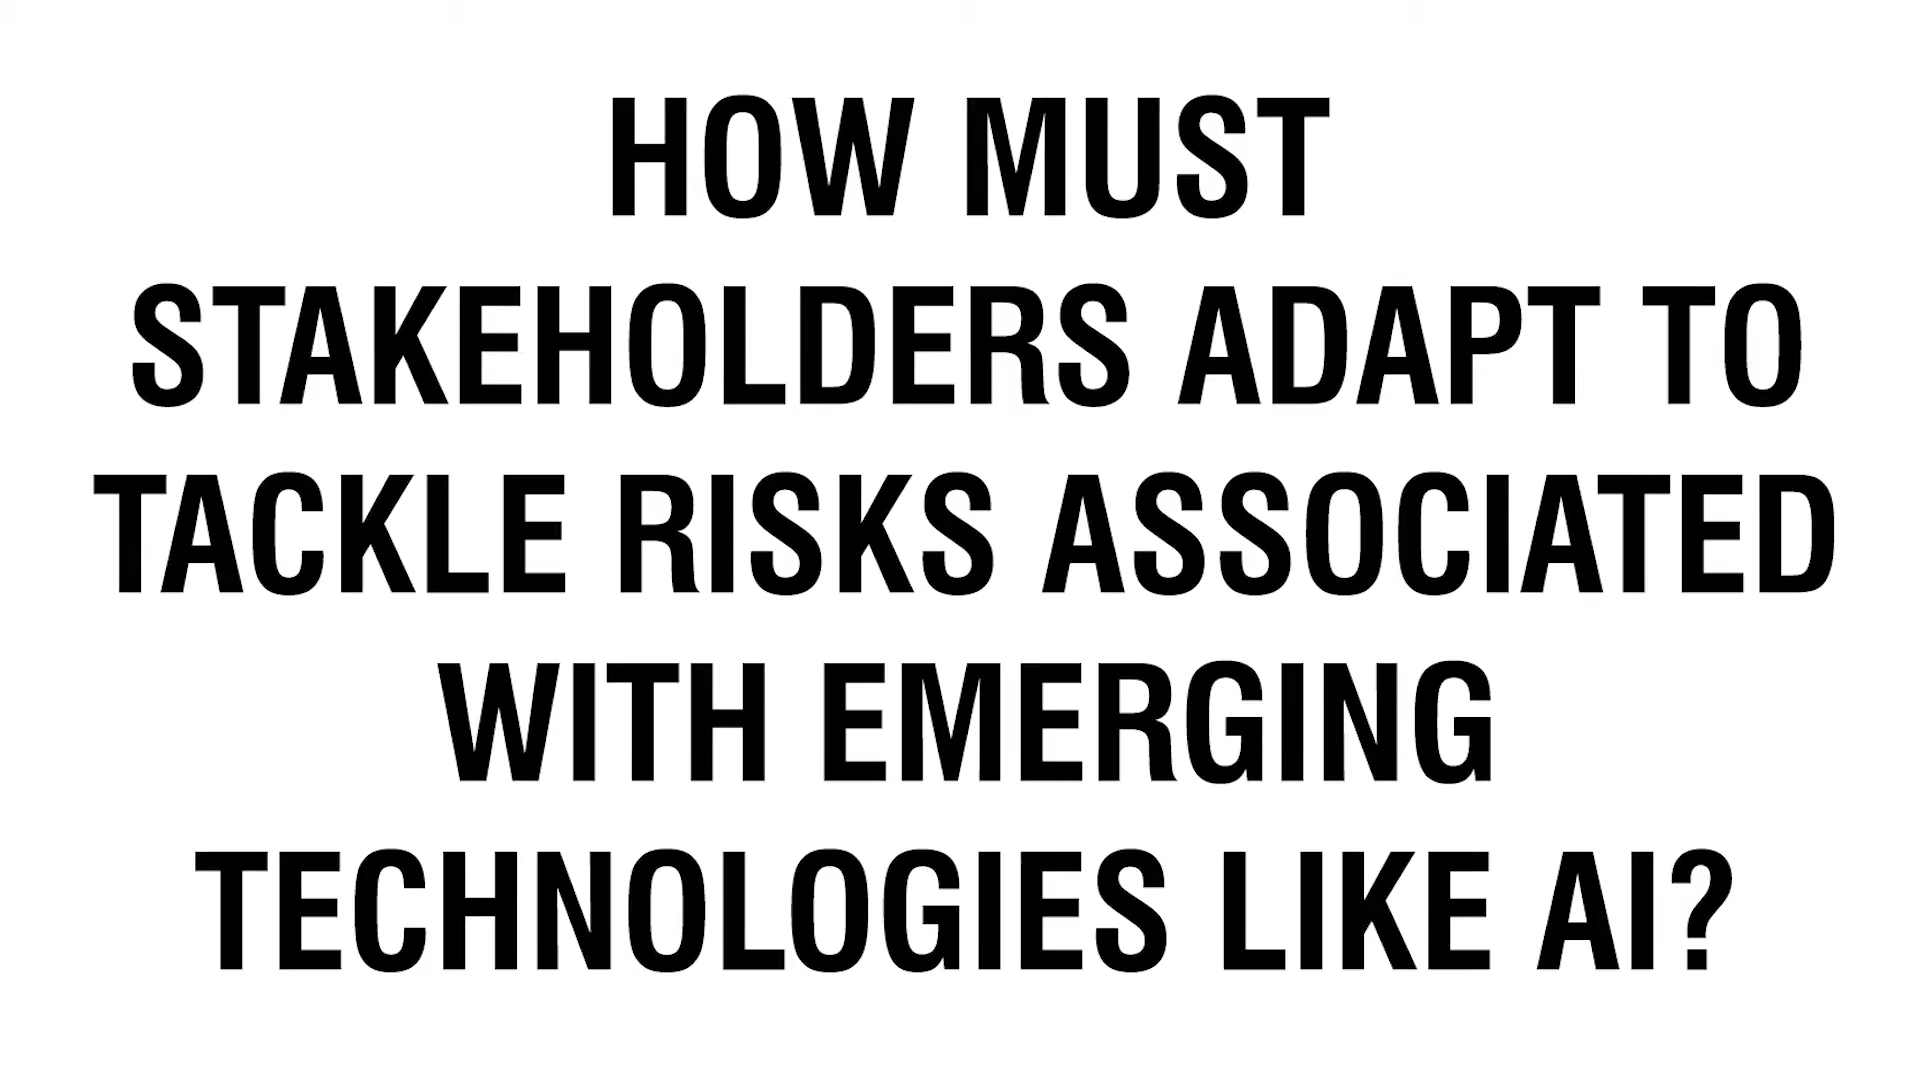 HOW MUST
STAKEHOLDERS ADAPT TO
TACKLE RISKS ASSOCIATED
WITH EMERGING
TECHNOLOGIES LIKE AI?